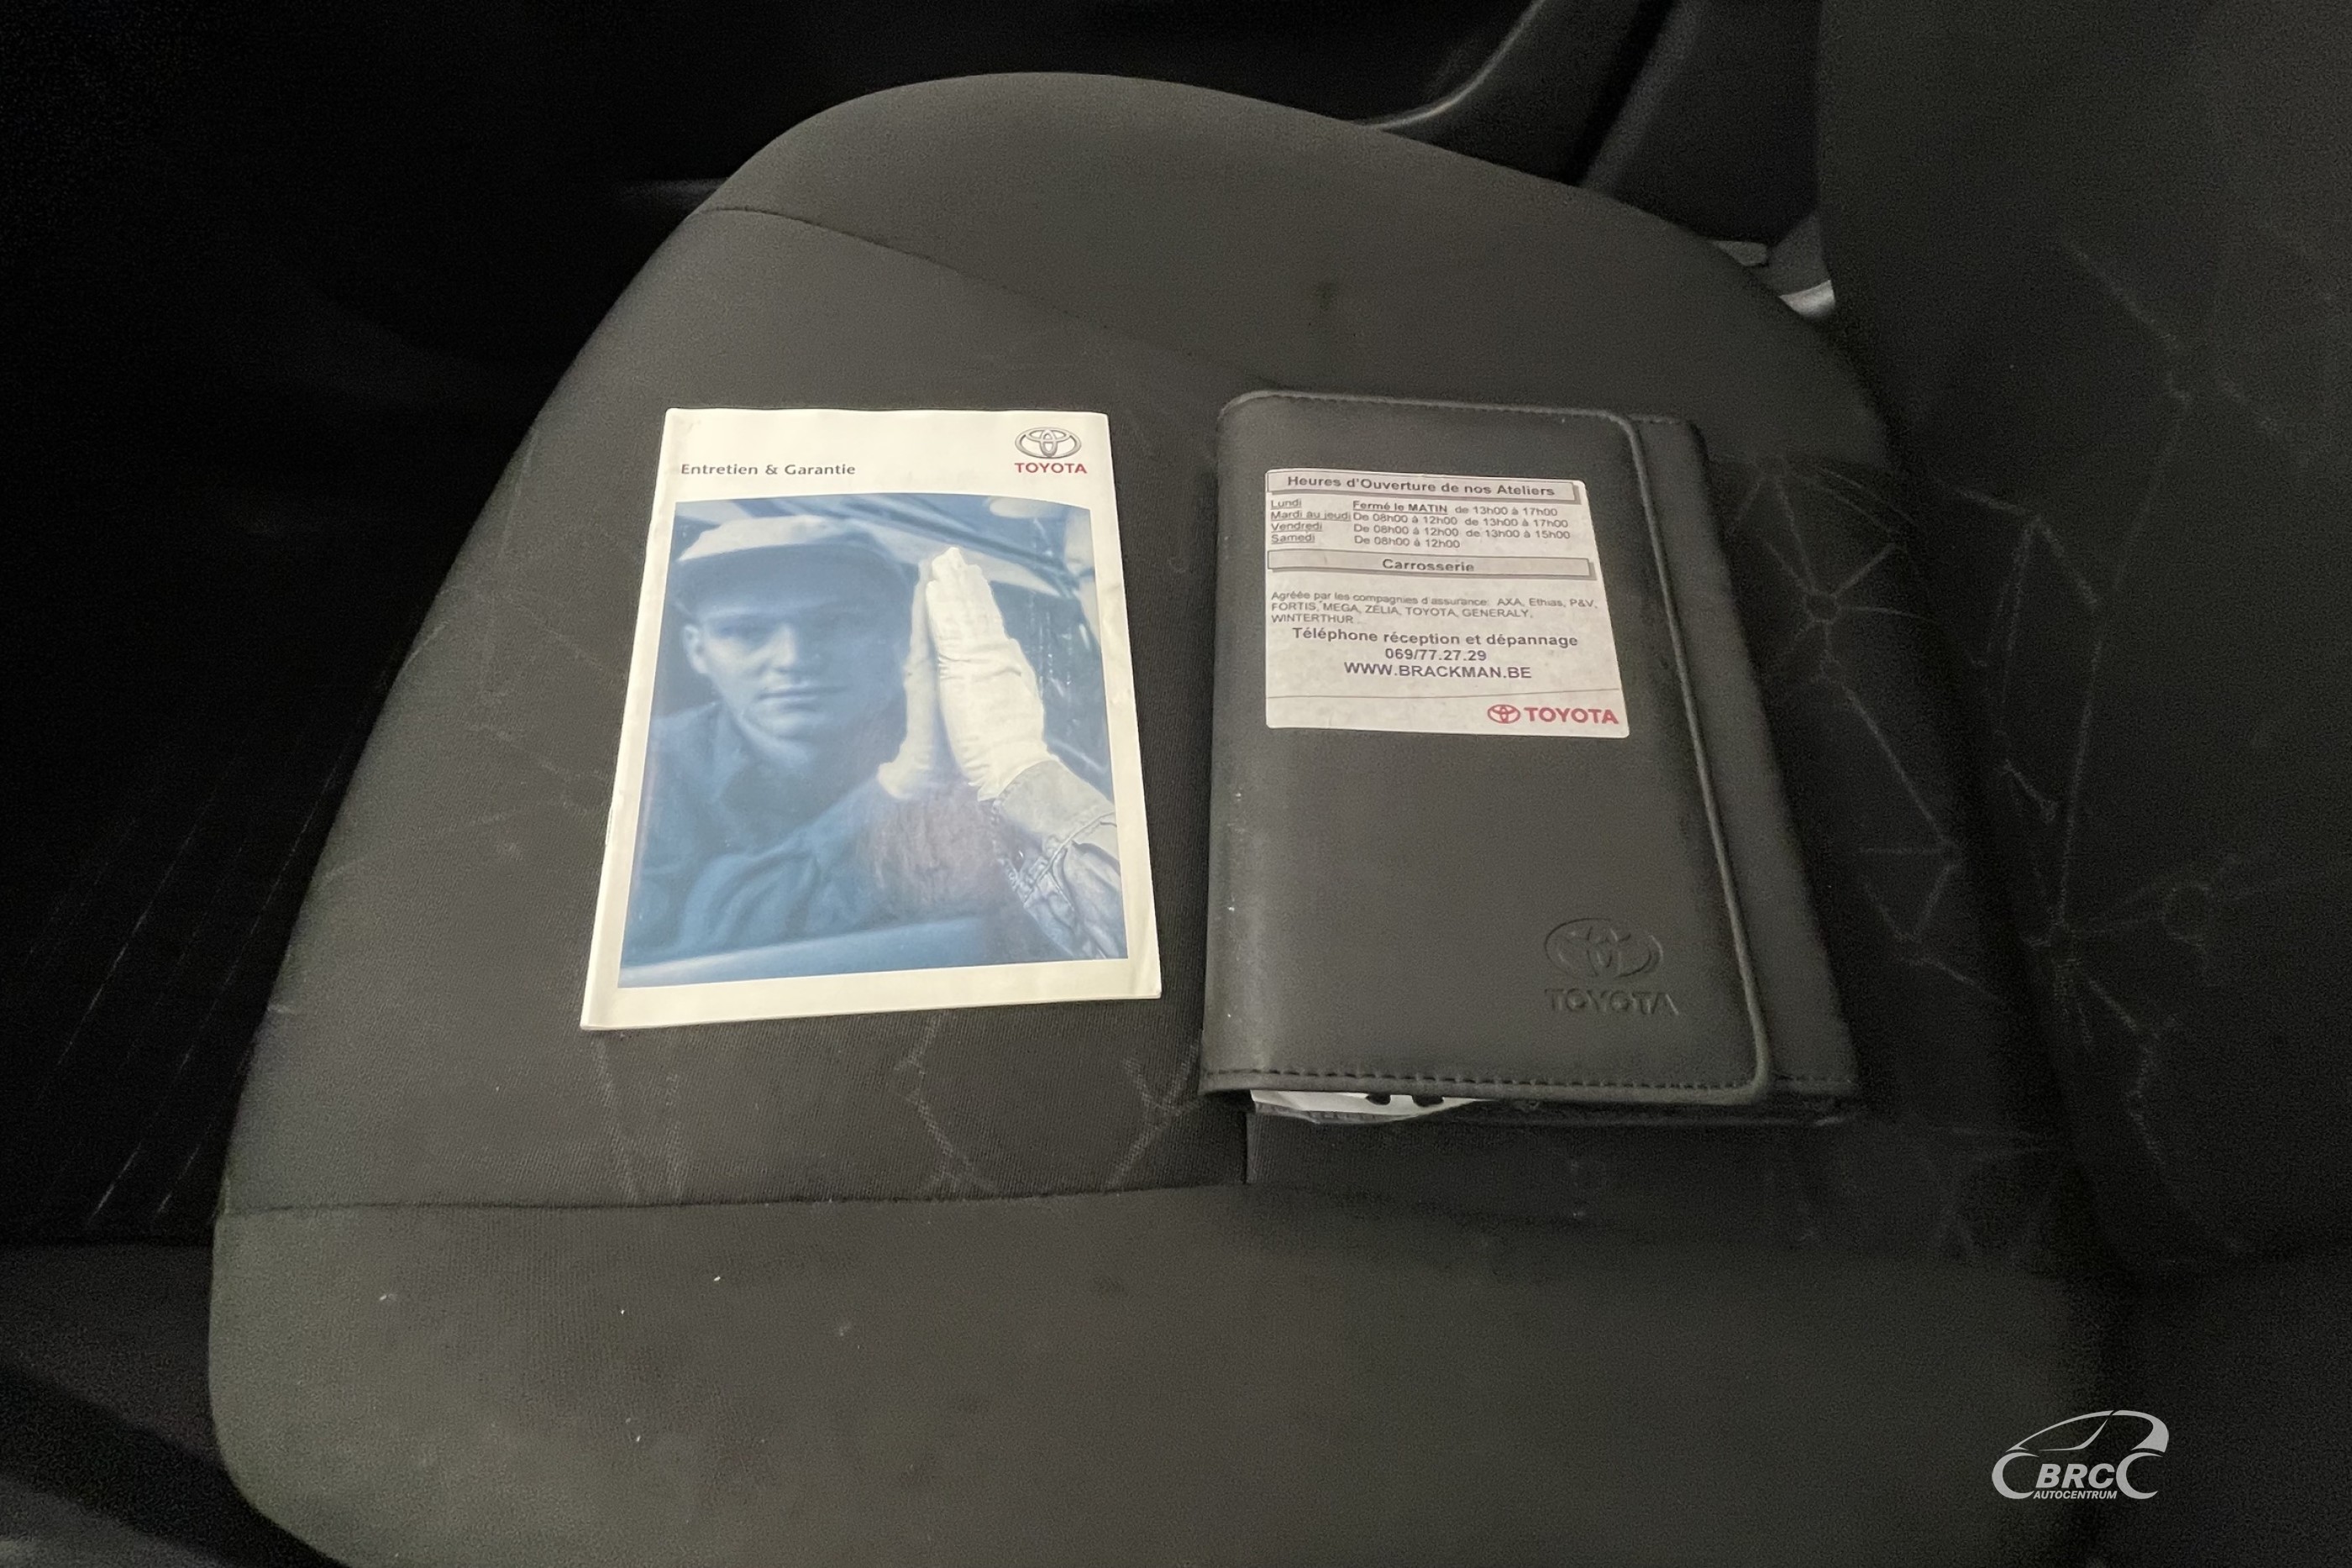 Entretien & Garantie
TOYOTA
Heures d'Ouverture de nos Ateliers
Lundi Fermé le MATIN de 13h00 à 17h00
Mardi au jeudi De 08h00 à 12h00 de 13h00 à 17h00
Vendredi De 08h00 à 12h00 de 13h00 à 15h00
Samedi De 08h00 à 12h00
Carrosserie
Agréée par les compagnies d'assurance: AXA, Ethias, P&V,
FORTIS, MEGA, ZELIA, TOYOTA, GENERALY,
WINTERTHUR
Téléphone réception et dépannage
069/77.27.29
WWW.BRACKMAN.BE
TOYOTA
TOYOTA
BRC
AUTOCENTRUM